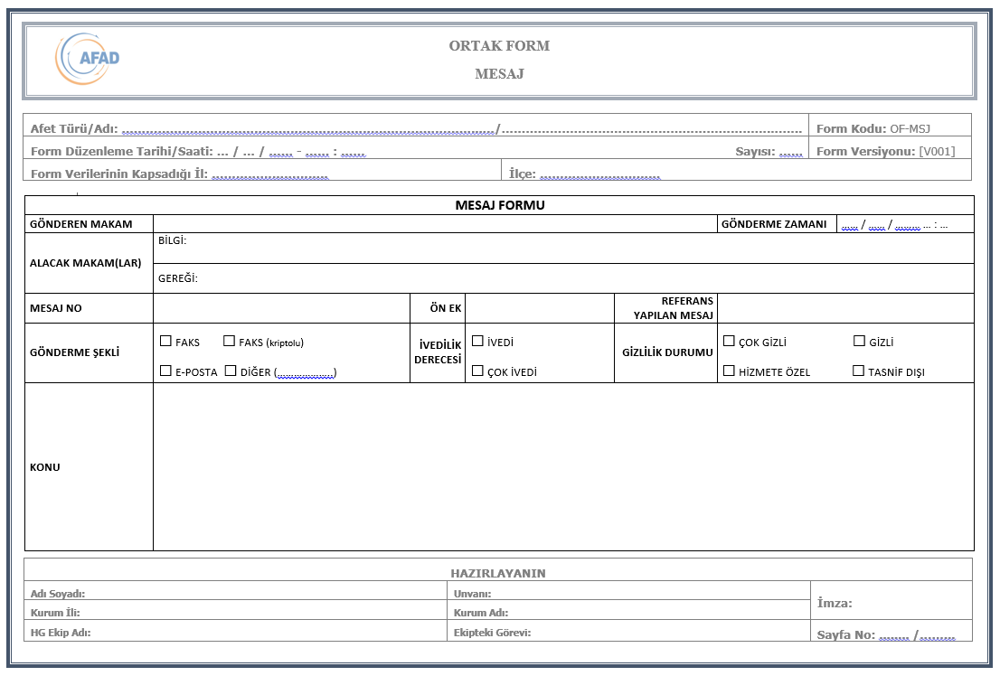 AFAD
ORTAK FORM
MESAJ
Afet Türü/Adı: ................................................................................/................................................................ Form Kodu: OF-MSJ
Form Düzenleme Tarihi/Saati: ... / ... / ...... - ...... : ...... Sayısı: ...... Form Versiyonu: [V001]
Form Verilerinin Kapsadığı İl: ............................. İlçe: ..............................
MESAJ FORMU
GÖNDEREN MAKAM GÖNDERME ZAMANI ..... / ..... / ........ ... : ...
ALACAK MAKAM(LAR)
BİLGİ:
GEREĞİ:
MESAJ NO ÖN EK REFERANS
YAPILAN MESAJ
GÖNDERME ŞEKLİ
☐ FAKS ☐ FAKS (kriptolu)
☐ E-POSTA ☐ DİĞER (..................)
İVEDİLİK
DERECESİ
☐ İVEDİ
☐ ÇOK İVEDİ
GİZLİLİK DURUMU
☐ ÇOK GİZLİ ☐ GİZLİ
☐ HİZMETE ÖZEL ☐ TASNİF DIŞI
KONU
HAZIRLAYANIN
Adı Soyadı: Unvanı:
Kurum İli: Kurum Adı:
İmza:
HG Ekip Adı: Ekipteki Görevi:
Sayfa No: ........ /.........